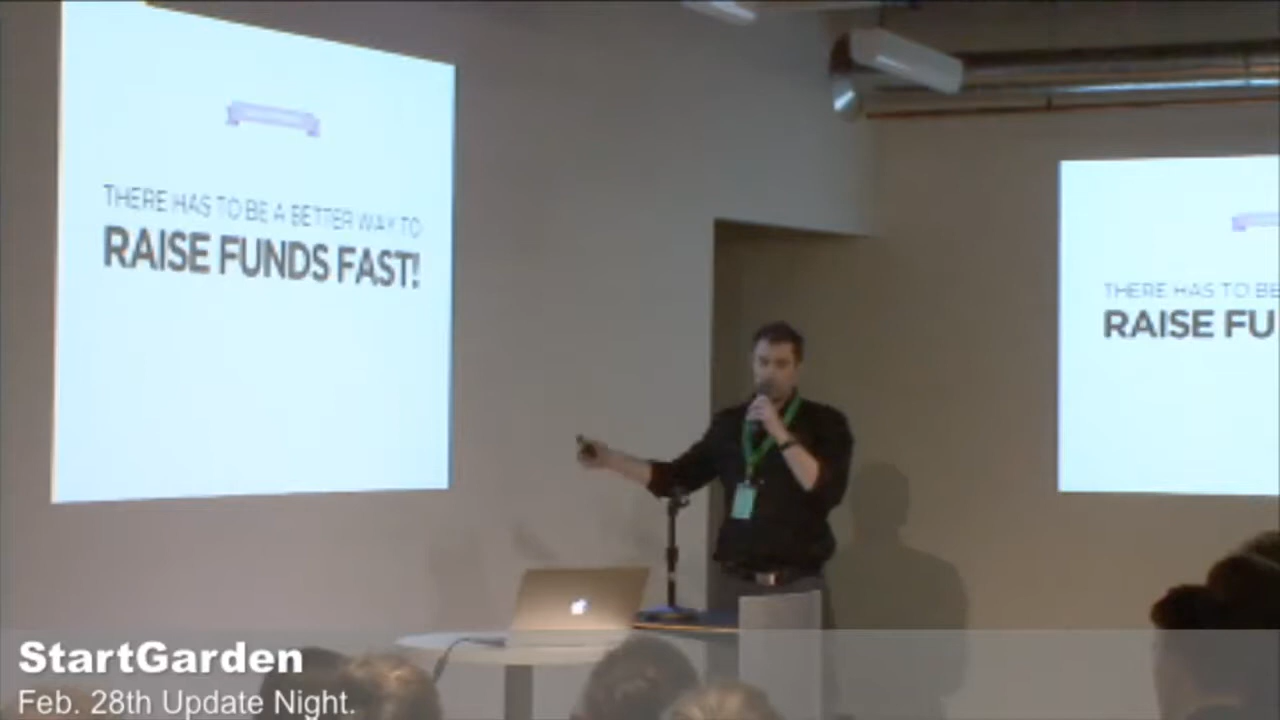 THERE HAS TO BE A BETTER WAY TO
RAISE FUNDS FAST!
THERE HAS TO BE
RAISE FU
StartGarden
Feb. 28th Update Night.